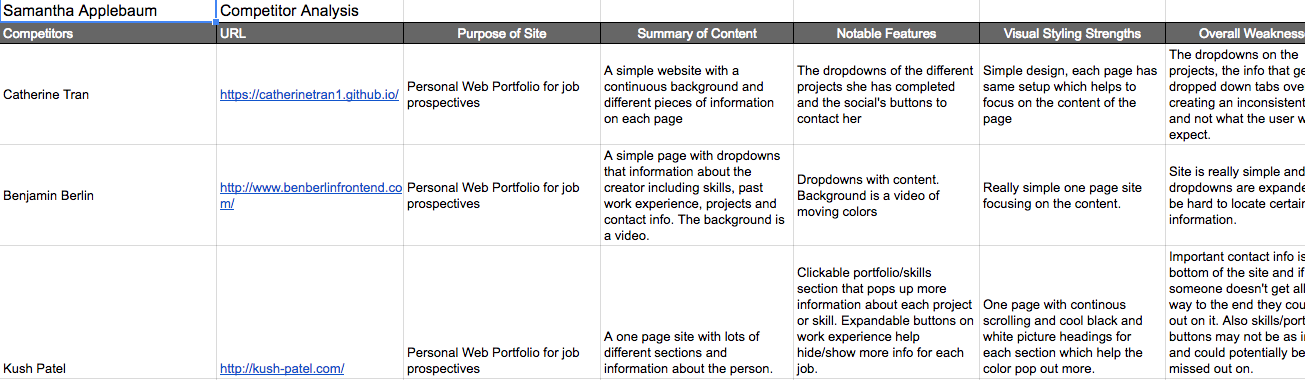 Samantha Applebaum Competitor Analysis
Competitors URL Purpose of Site Summary of Content Notable Features Visual Styling Strengths Overall
Catherine Tran
https://catherinetran1.github.io/
Personal Web Portfolio for job
prospectives
A simple website with a
continuous background and
different pieces of information
on each page
The dropdowns of the different
projects she has completed
and the social's buttons to
contact her
Simple design, each page has
same setup which helps to
focus on the content of the
page
The dropdowns on the
projects, the info that
dropped down tabs
creating an inconsistent
and not what the user
expect.
Benjamin Berlin
http://www.benberlinfrontend.co
m/
Personal Web Portfolio for job
prospectives
A simple page with dropdowns
that information about the
creator including skills, past
work experience, projects and
contact info. The background is
a video.
Dropdowns with content.
Background is a video of
moving colors
Really simple one page site
focusing on the content.
Site is really simple and
dropdowns are
be hard to locate
information.
Kush Patel
http://kush-patel.com/
Personal Web Portfolio for job
prospectives
A one page site with lots of
different sections and
information about the person.
Clickable portfolio/skills
section that pops up more
information about each project
or skill. Expandable buttons on
work experience help
hide/show more info for each
job.
One page with continous
scrolling and cool black and
white picture headings for
each section which help the
color pop out more.
Important contact info is
bottom of the site and if
someone doesn't get all
way to the end they
out on it. Also
buttons may not be as
and could potentially be
missed out on.